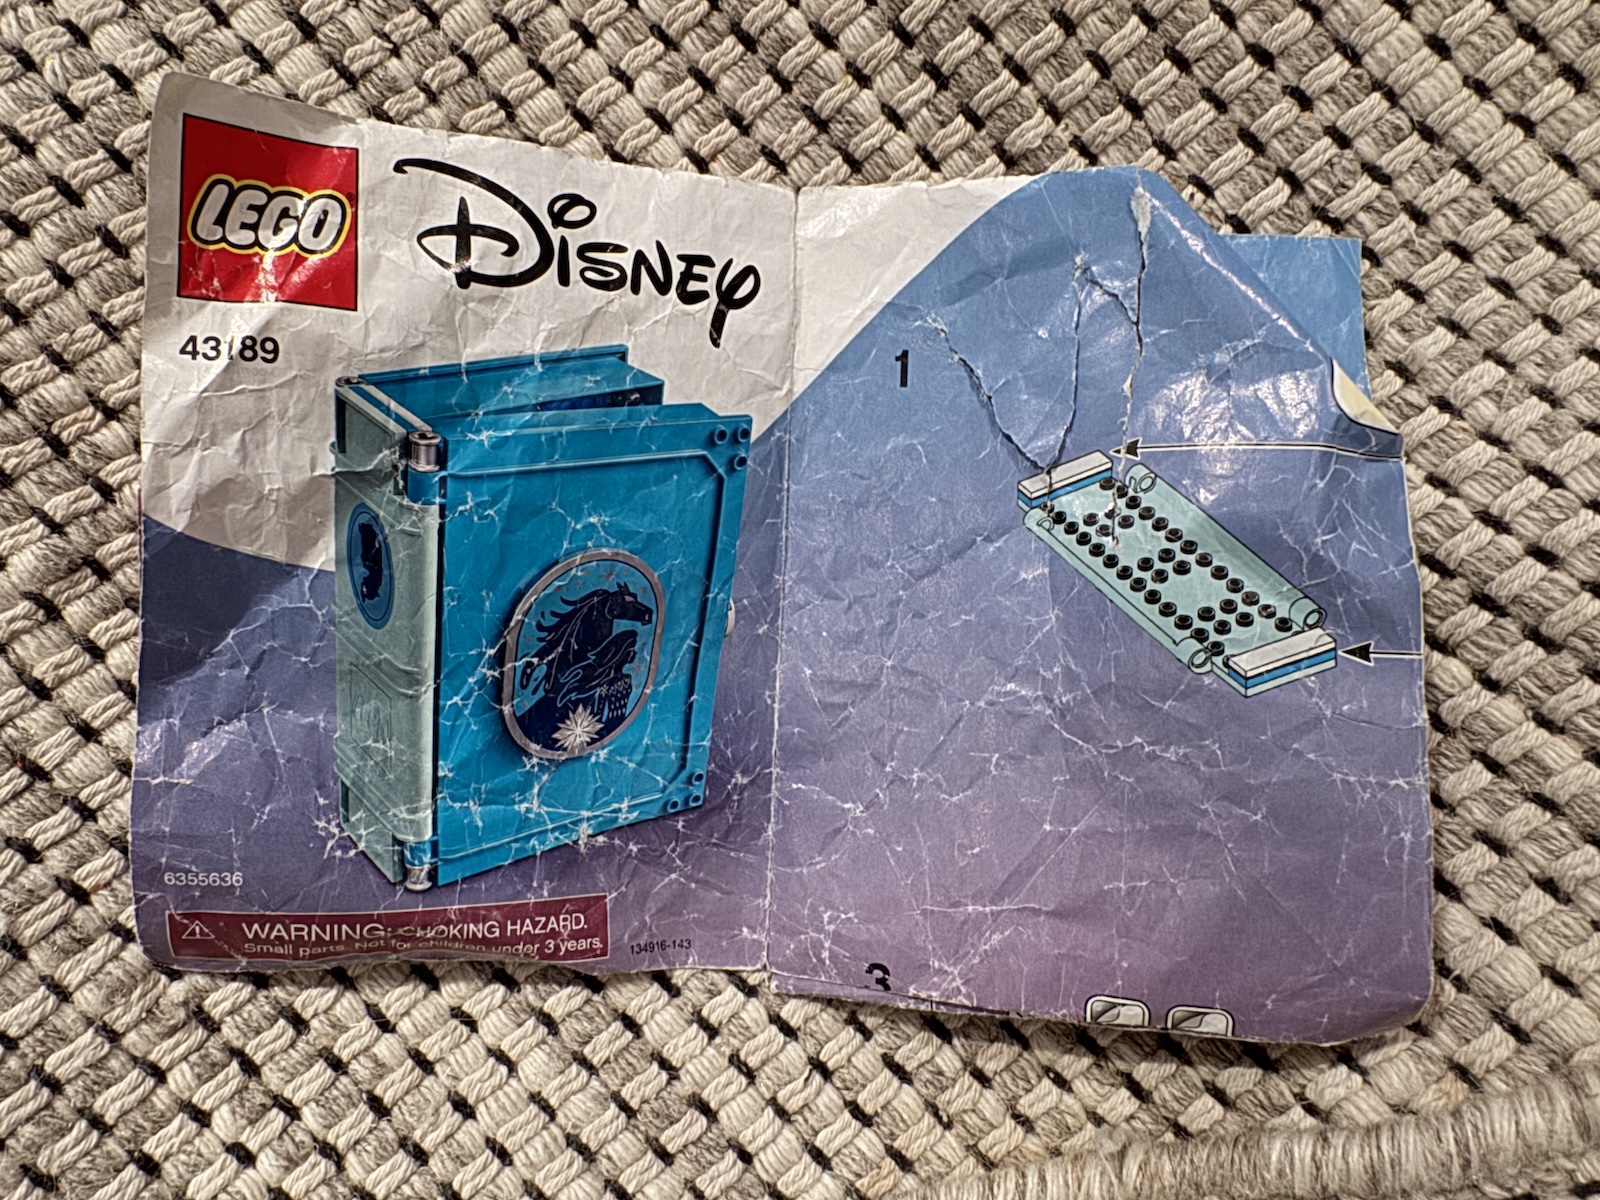 LEGO
Disney
43189
1
6355636
WARNING: CHOKING HAZARD.
Small parts. Not for children under 3 years.
134916-143
3